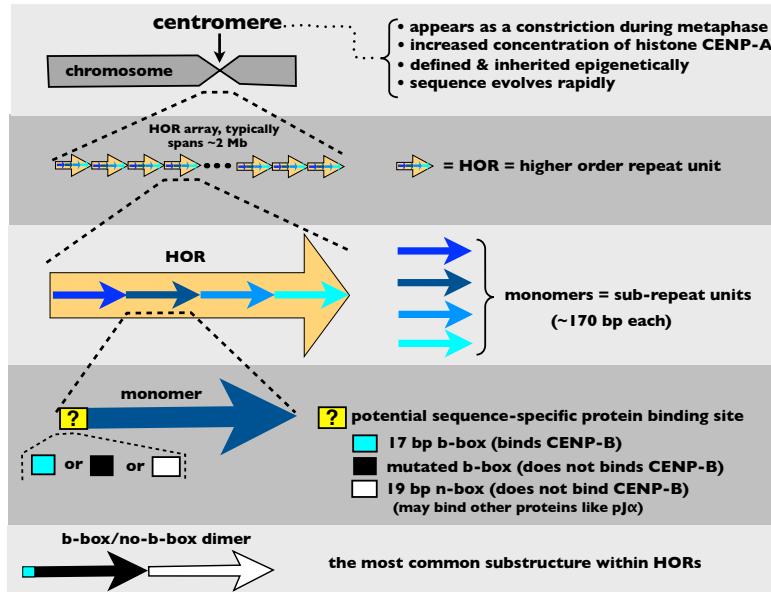 centromere
• appears as a constriction during metaphase
• increased concentration of histone CENP-A
• defined & inherited epigenetically
• sequence evolves rapidly
chromosome
HOR array, typically
spans ~2 Mb
= HOR = higher order repeat unit
HOR
monomers = sub-repeat units
(~170 bp each)
monomer
?
? potential sequence-specific protein binding site
17 bp b-box (binds CENP-B)
or or
mutated b-box (does not binds CENP-B)
19 bp n-box (does not bind CENP-B)
(may bind other proteins like pJα)
b-box/no-b-box dimer
the most common substructure within HORs